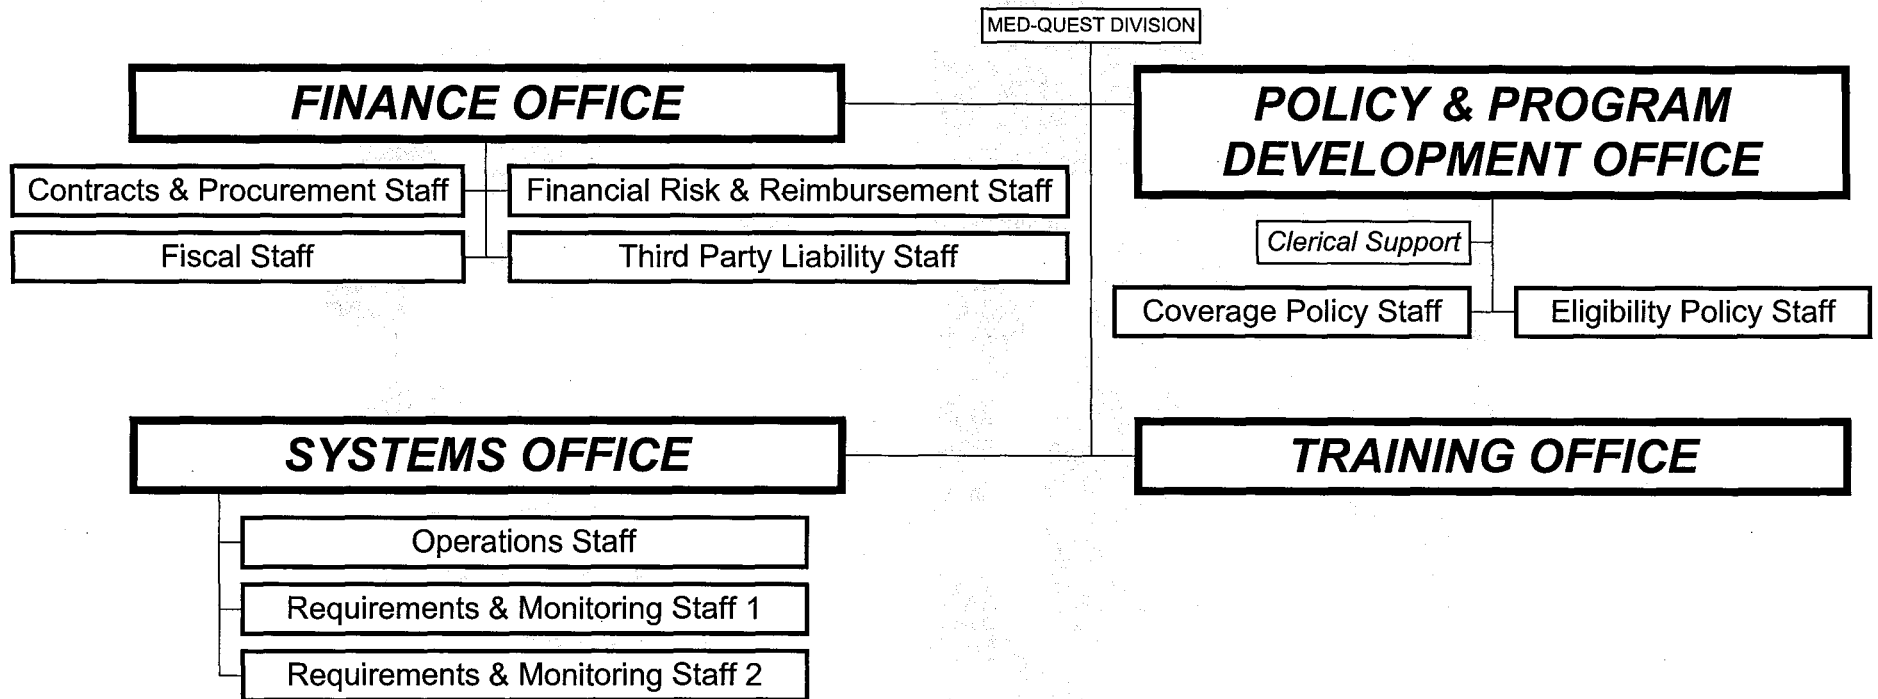 MED-QUEST DIVISION
FINANCE OFFICE
Contracts & Procurement Staff
Financial Risk & Reimbursement Staff
Fiscal Staff
Third Party Liability Staff
POLICY & PROGRAM
DEVELOPMENT OFFICE
Clerical Support
Coverage Policy Staff
Eligibility Policy Staff
SYSTEMS OFFICE
Operations Staff
Requirements & Monitoring Staff 1
Requirements & Monitoring Staff 2
TRAINING OFFICE